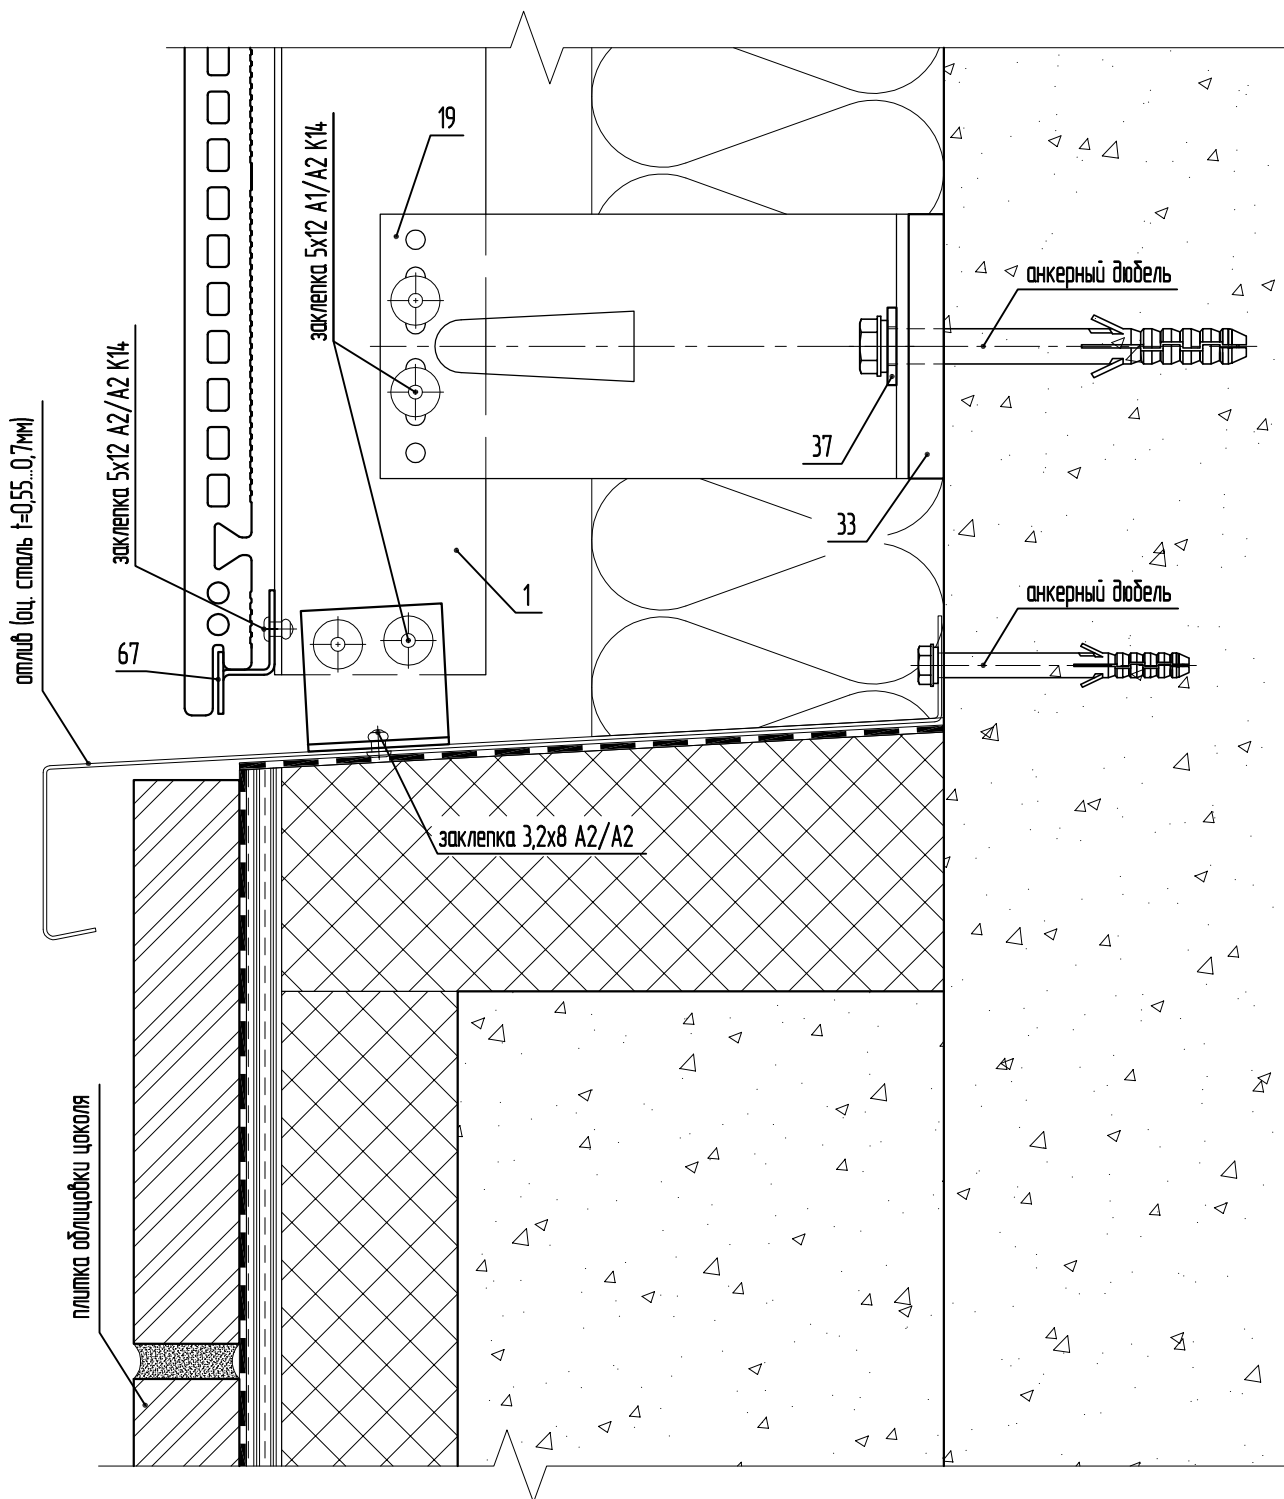 19
заклепка 5х12 А1/А2 К14
анкерный дюбель
заклепка 5х12 А2/А2 К14
отлив (оц. сталь t=0,55...0,7мм)
37
33
1
анкерный дюбель
67
заклепка 3,2х8 А2/А2
плитка облицовки цоколя